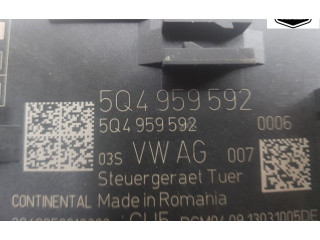 5Q4 959 592
5Q4 959 592 0006
03S VW AG 007
Steuergeraet Tuer
CONTINENTAL Made in Romania